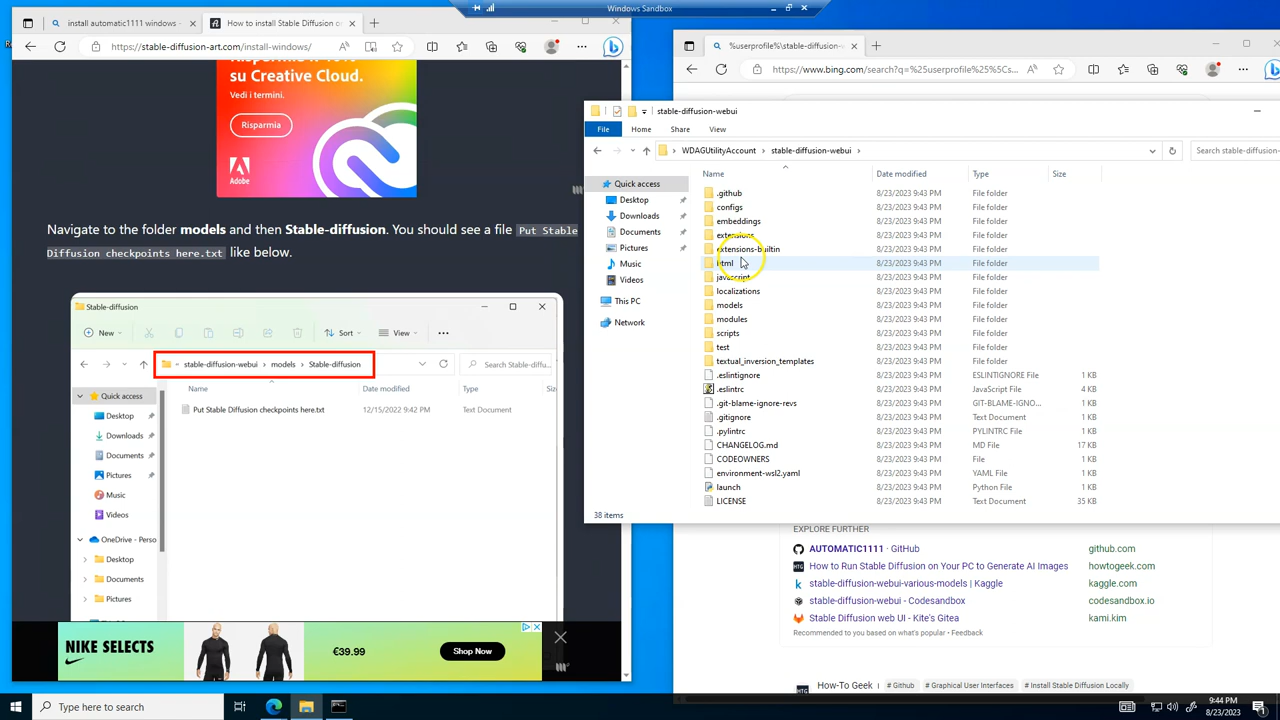 Windows Sandbox
install automatic1111 windows -
How to install Stable Diffusion o
https://stable-diffusion-art.com/install-windows/
su Creative Cloud.
Vedi i termini.
Risparmia
Adobe
Navigate to the folder models and then Stable-diffusion. You should see a file Put Stable
Diffusion checkpoints here.txt like below.
Stable-diffusion
New
Sort
View
stable-diffusion-webui > models > Stable-diffusion
Search Stable-diffu...
Name
Date modified
Type
Siz
Quick access
Desktop
Downloads
Documents
Pictures
Music
Videos
OneDrive - Perso
Desktop
Documents
Pictures
Put Stable Diffusion checkpoints here.txt
12/15/2022 9:42 PM
Text Document
NIKE SELECTS
€39.99
Shop Now
%userprofile%\stable-diffusion-
https://www.bing.com/search?q=%25userprofile%25%5Cs...
stable-diffusion-webui
File
Home
Share
View
WDAGUtilityAccount > stable-diffusion-webui >
Search stable-diffusion
Quick access
Desktop
Downloads
Documents
Pictures
Music
Videos
This PC
Network
Name Date modified Type Size
.github 8/23/2023 9:43 PM File folder
configs 8/23/2023 9:43 PM File folder
embeddings 8/23/2023 9:43 PM File folder
extensions 8/23/2023 9:43 PM File folder
extensions-builtin 8/23/2023 9:43 PM File folder
html 8/23/2023 9:43 PM File folder
javascript 8/23/2023 9:43 PM File folder
localizations 8/23/2023 9:43 PM File folder
models 8/23/2023 9:43 PM File folder
modules 8/23/2023 9:43 PM File folder
scripts 8/23/2023 9:43 PM File folder
test 8/23/2023 9:43 PM File folder
textual_inversion_templates 8/23/2023 9:43 PM File folder
.eslintignore 8/23/2023 9:43 PM ESLINTIGNORE File 1 KB
.eslintrc 8/23/2023 9:43 PM JavaScript File 4 KB
.git-blame-ignore-revs 8/23/2023 9:43 PM GIT-BLAME-IGNO... 1 KB
.gitignore 8/23/2023 9:43 PM Text Document 1 KB
.pylintrc 8/23/2023 9:43 PM PYLINTRC File 1 KB
CHANGELOG.md 8/23/2023 9:43 PM MD File 17 KB
CODEOWNERS 8/23/2023 9:43 PM File 1 KB
environment-wsl2.yaml 8/23/2023 9:43 PM YAML File 1 KB
launch 8/23/2023 9:43 PM Python File 1 KB
LICENSE 8/23/2023 9:43 PM Text Document 35 KB
38 items
EXPLORE FURTHER
AUTOMATIC1111 · GitHub github.com
How to Run Stable Diffusion on Your PC to Generate AI Images howtogeek.com
stable-diffusion-webui-various-models | Kaggle kaggle.com
stable-diffusion-webui - Codesandbox codesandbox.io
Stable Diffusion web UI - Kite's Gitea kami.kim
Recommended to you based on what's popular • Feedback
How-To Geek
# Github
# Graphical User Interfaces
# Install Stable Diffusion Locally
Type here to search
9:44 PM
8/23/2023